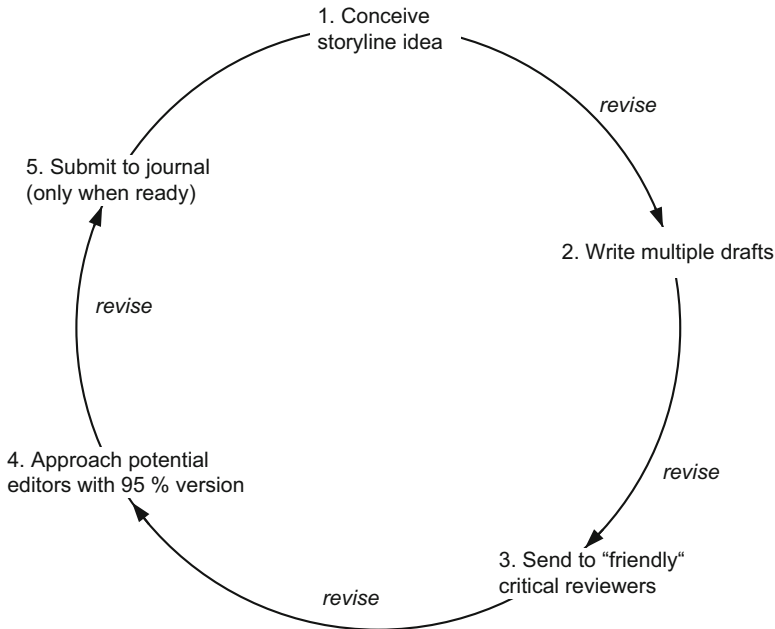 1. Conceive
storyline idea
revise
2. Write multiple drafts
revise
3. Send to “friendly“
critical reviewers
revise
4. Approach potential
editors with 95 % version
revise
5. Submit to journal
(only when ready)